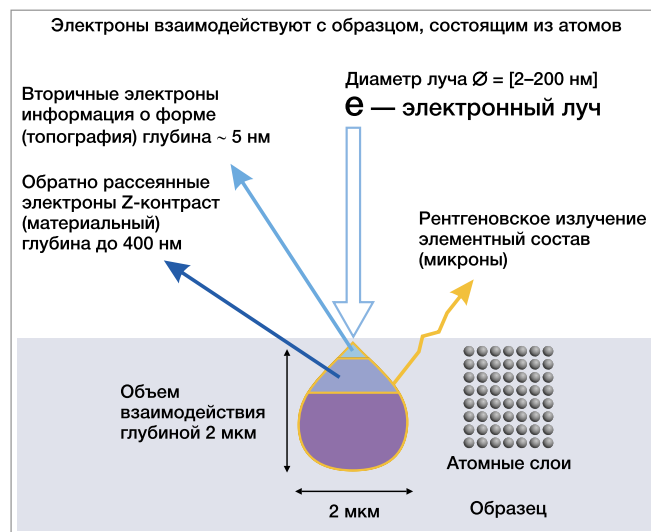 Электроны взаимодействуют с образцом, состоящим из атомов
Диаметр луча Ø = [2–200 нм]
e — электронный луч
Вторичные электроны
информация о форме
(топография) глубина ~ 5 нм
Обратно рассеянные
электроны Z-контраст
(материальный)
глубина до 400 нм
Рентгеновское излучение
элементный состав
(микроны)
Объем
взаимодействия
глубиной 2 мкм
Атомные слои
2 мкм
Образец